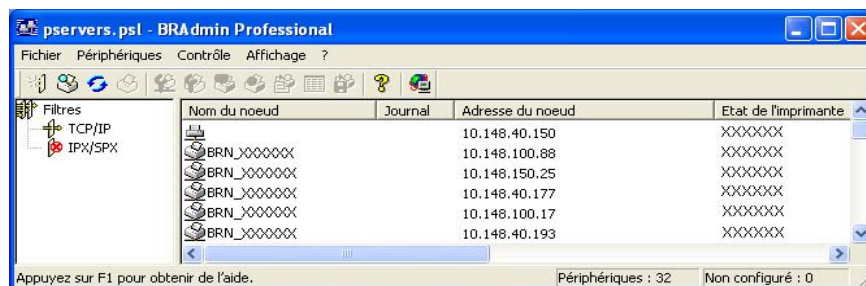 pservers.psl - BRAdmin Professional
Fichier Périphériques Contrôle Affichage ?
Filtres
TCP/IP
IPX/SPX
Nom du noeud Journal Adresse du noeud Etat de l'imprimante
10.148.40.150 XXXXXX
BRN_XXXXXX 10.148.100.88 XXXXXX
BRN_XXXXXX 10.148.150.25 XXXXXX
BRN_XXXXXX 10.148.40.177 XXXXXX
BRN_XXXXXX 10.148.100.17 XXXXXX
BRN_XXXXXX 10.148.40.193 XXXXXX
Appuyez sur F1 pour obtenir de l'aide. Périphériques : 32 Non configuré : 0